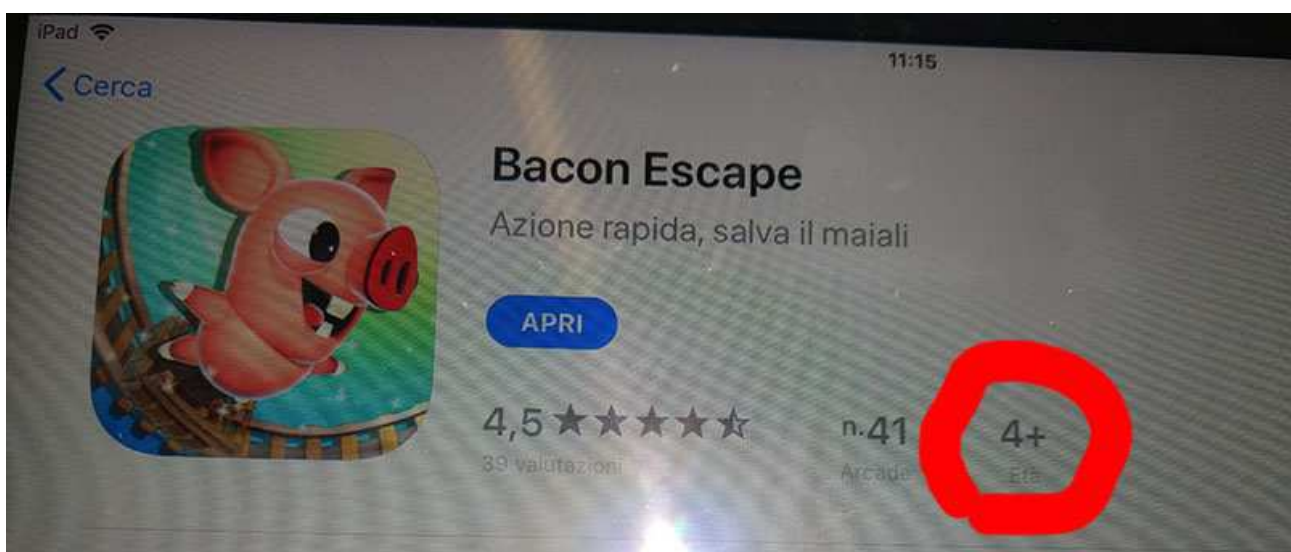 iPad
11:15
Cerca
Bacon Escape
Azione rapida, salva il maiali
APRI
4,5 n.41 4+
39 valutazioni Arcade Età